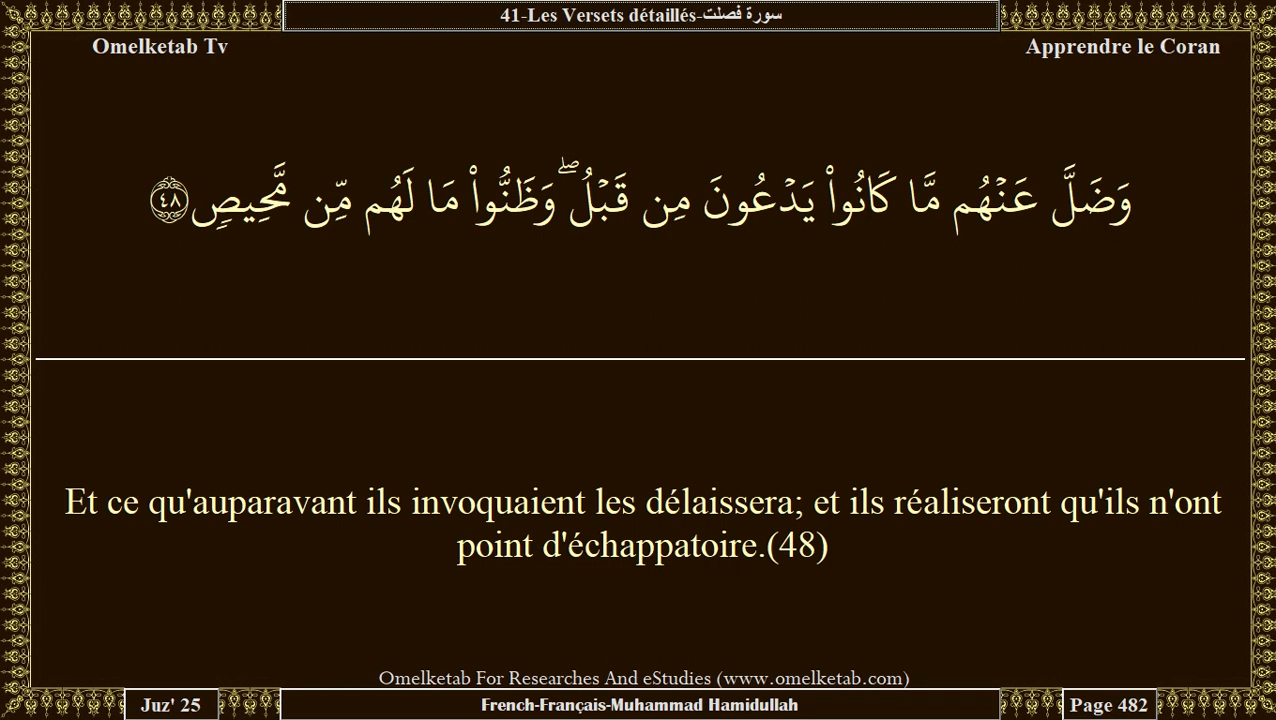 41-Les Versets détaillés-سورة فصلت
Omelketab Tv
Apprendre le Coran
وَضَلَّ عَنْهُم مَّا كَانُوا۟ يَدْعُونَ مِن قَبْلُ ۖ وَظَنُّوا۟ مَا لَهُم مِّن مَّحِيصٍ ٤٨
Et ce qu'auparavant ils invoquaient les délaissera; et ils réaliseront qu'ils n'ont
point d'échappatoire.(48)
Omelketab For Researches And eStudies (www.omelketab.com)
Juz' 25
French-Français-Muhammad Hamidullah
Page 482